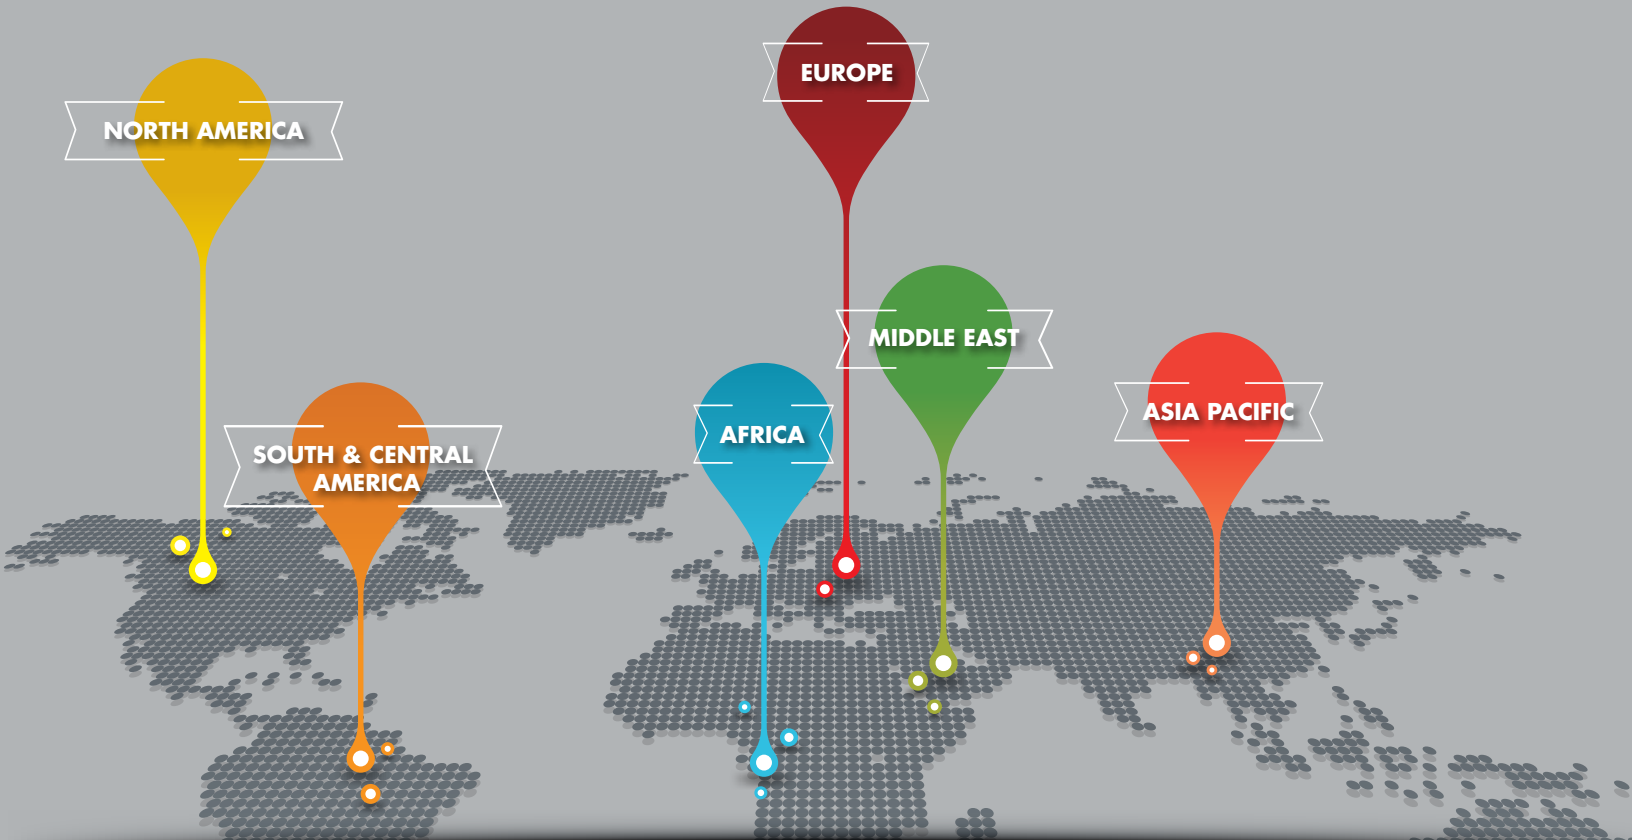 EUROPE
NORTH AMERICA
MIDDLE EAST
ASIA PACIFIC
AFRICA
SOUTH & CENTRAL
AMERICA